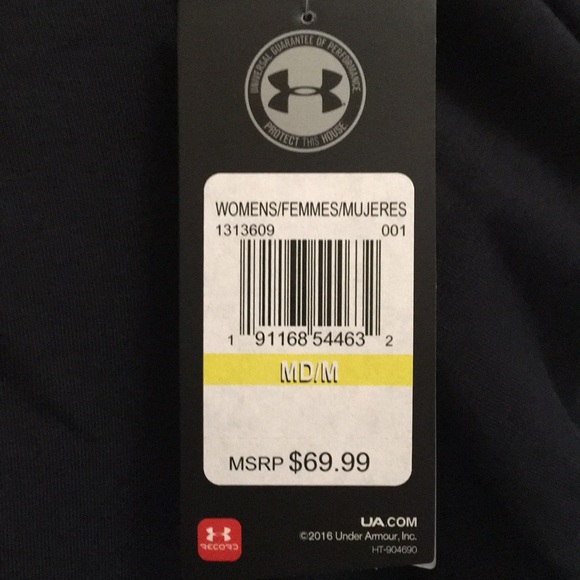 UNIVERSAL GUARANTEE OF PERFORMANCE
PROTECT THIS HOUSE
WOMENS/FEMMES/MUJERES
1313609 001
1 91168 54463 2
MD/M
MSRP $69.99
UA.COM
©2016 Under Armour, Inc.
HT-904690
RECORD